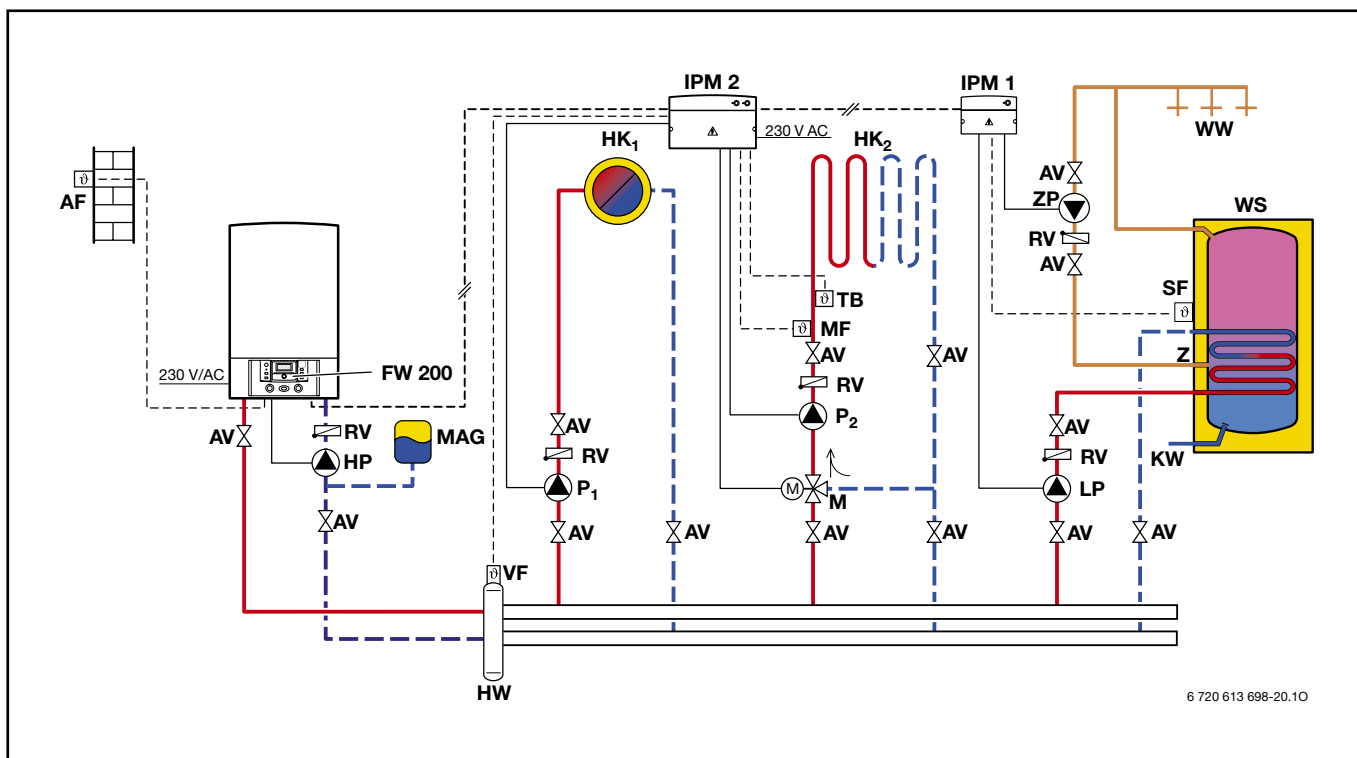 IPM 2
IPM 1
230 V AC
HK1
HK2
WW
AV
ZP
RV
AV
WS
AF
ϑ
SF
ϑ
TB
ϑ
MF
ϑ
Z
FW 200
230 V/AC
AV
RV
MAG
HP
AV
AV
RV
P1
AV
AV
AV
RV
P2
M
M
AV
AV
AV
AV
RV
LP
AV
AV
KW
VF
ϑ
HW
6 720 613 698-20.1O